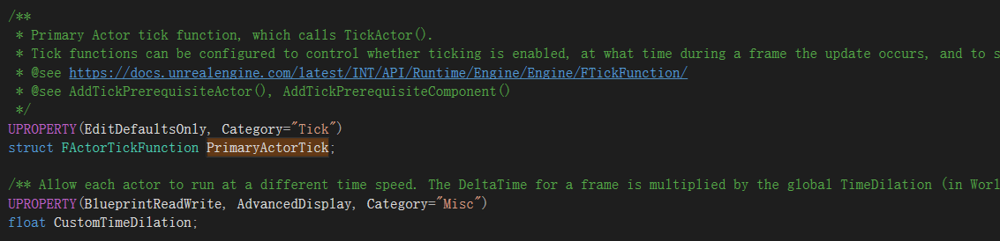 /**
* Primary Actor tick function, which calls TickActor().
* Tick functions can be configured to control whether ticking is enabled, at what time during a frame the update occurs, and to s
* @see https://docs.unrealengine.com/latest/INT/API/Runtime/Engine/Engine/FTickFunction/
* @see AddTickPrerequisiteActor(), AddTickPrerequisiteComponent()
*/
UPROPERTY(EditDefaultsOnly, Category="Tick")
struct FActorTickFunction PrimaryActorTick;
/** Allow each actor to run at a different time speed. The DeltaTime for a frame is multiplied by the global TimeDilation (in Worl
UPROPERTY(BlueprintReadWrite, AdvancedDisplay, Category="Misc")
float CustomTimeDilation;